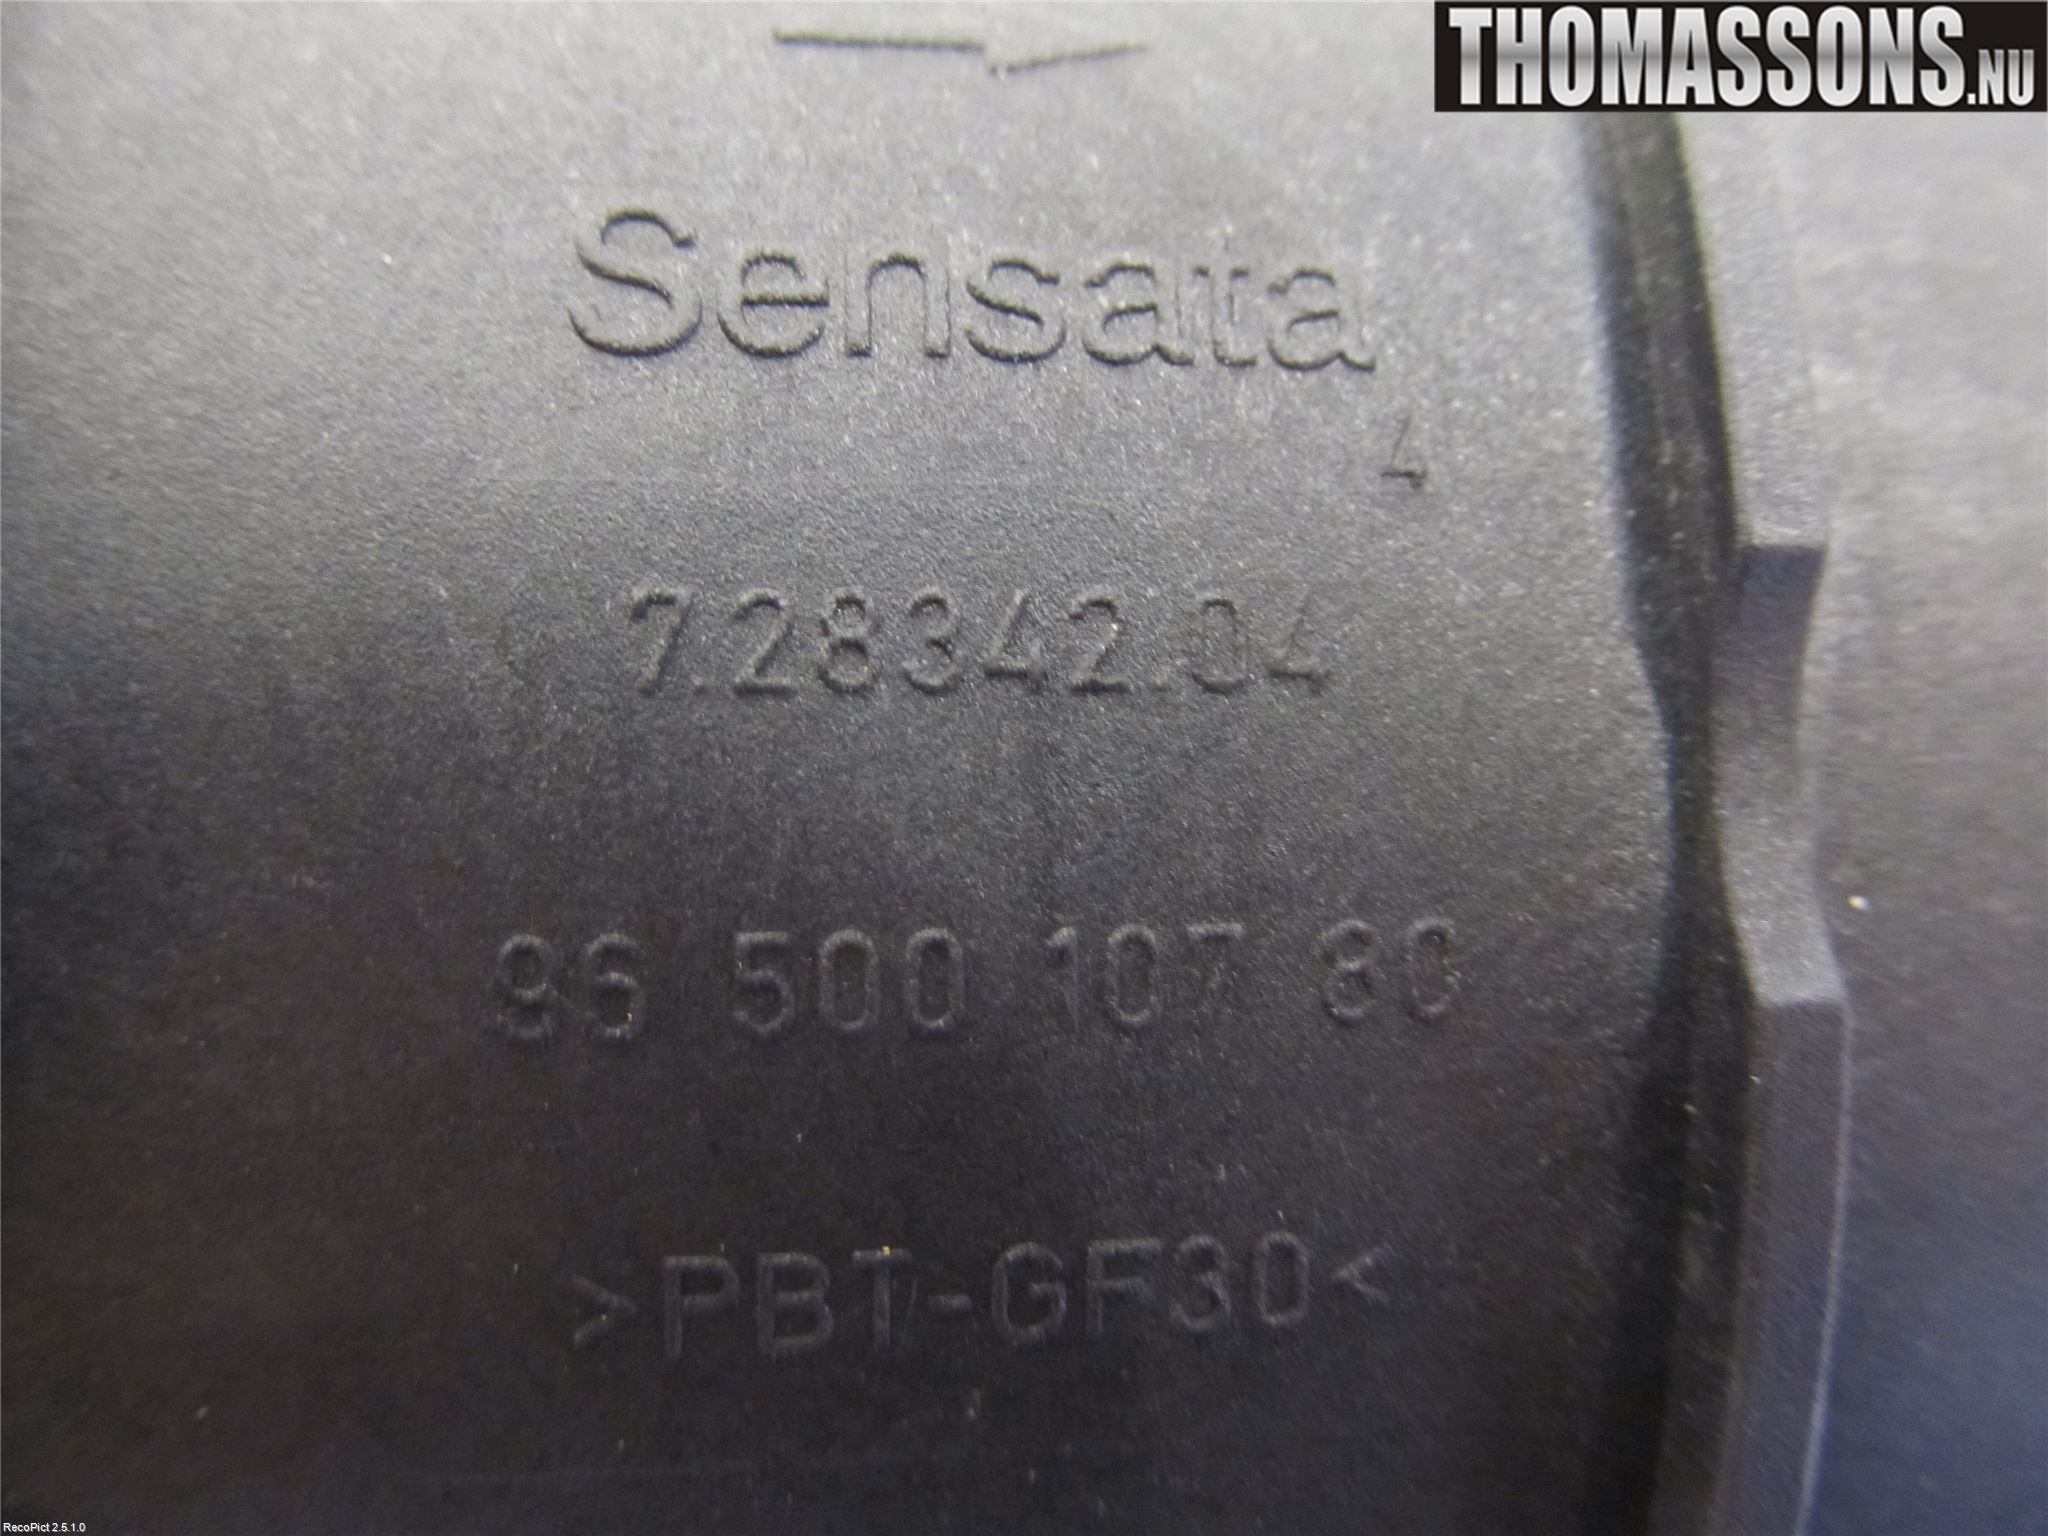 THOMASSONS.NU
Sensata
4
7.28342.04
96 500 107 80
>PBT-GF30<
RecoPict 2.5.1.0